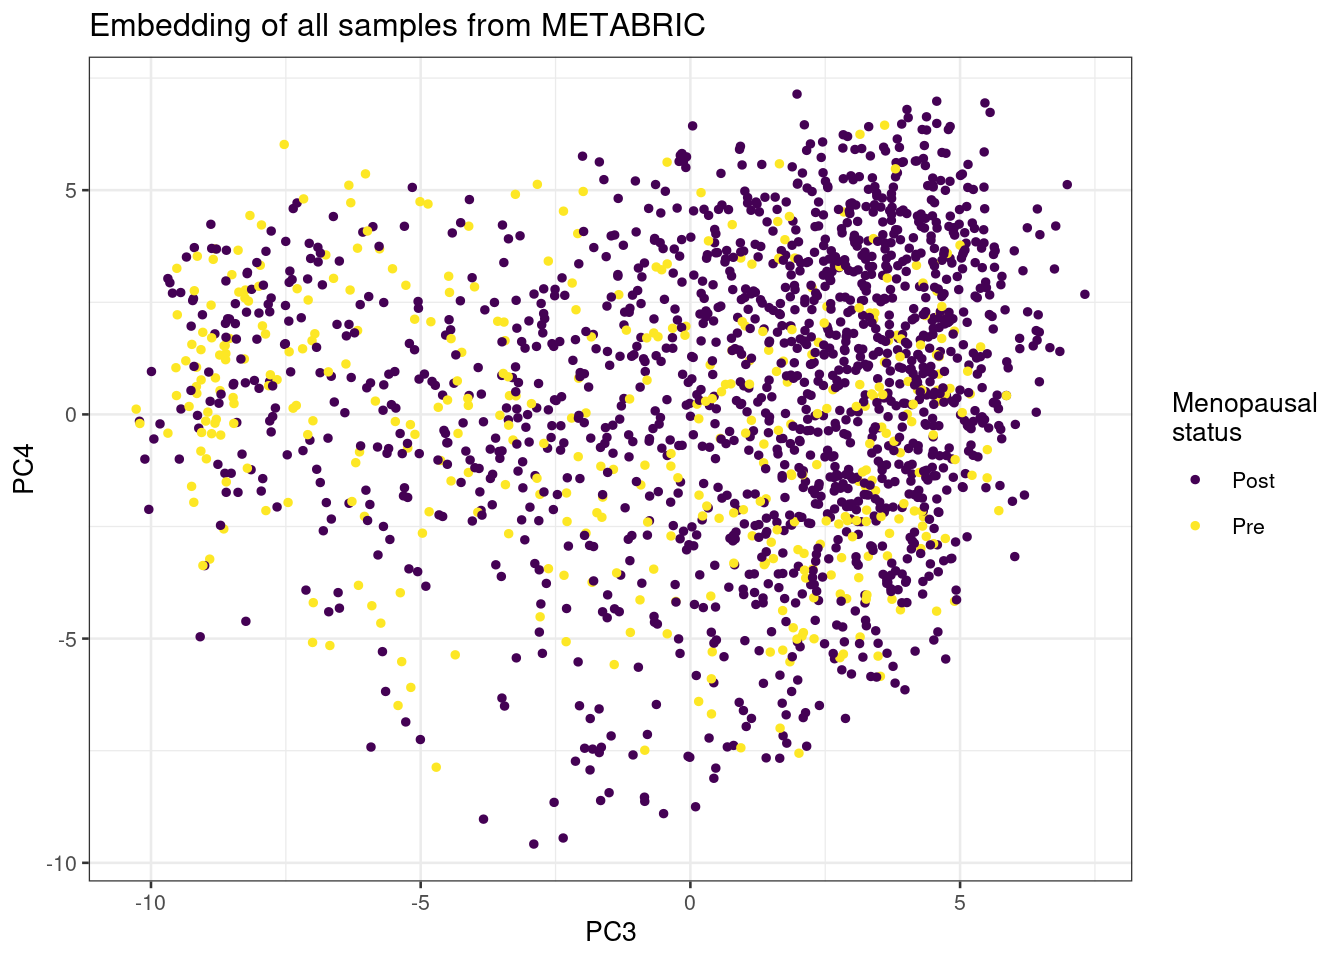 Embedding of all samples from METABRIC
PC4
5
0
-5
-10
-10
-5
0
5
PC3
Menopausal
status
Post
Pre